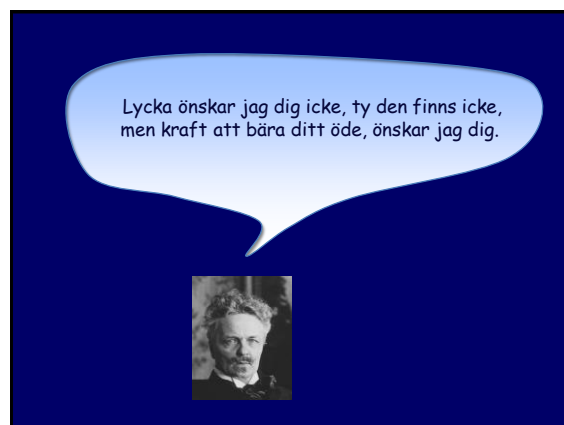 Lycka önskar jag dig icke, ty den finns icke,
men kraft att bära ditt öde, önskar jag dig.